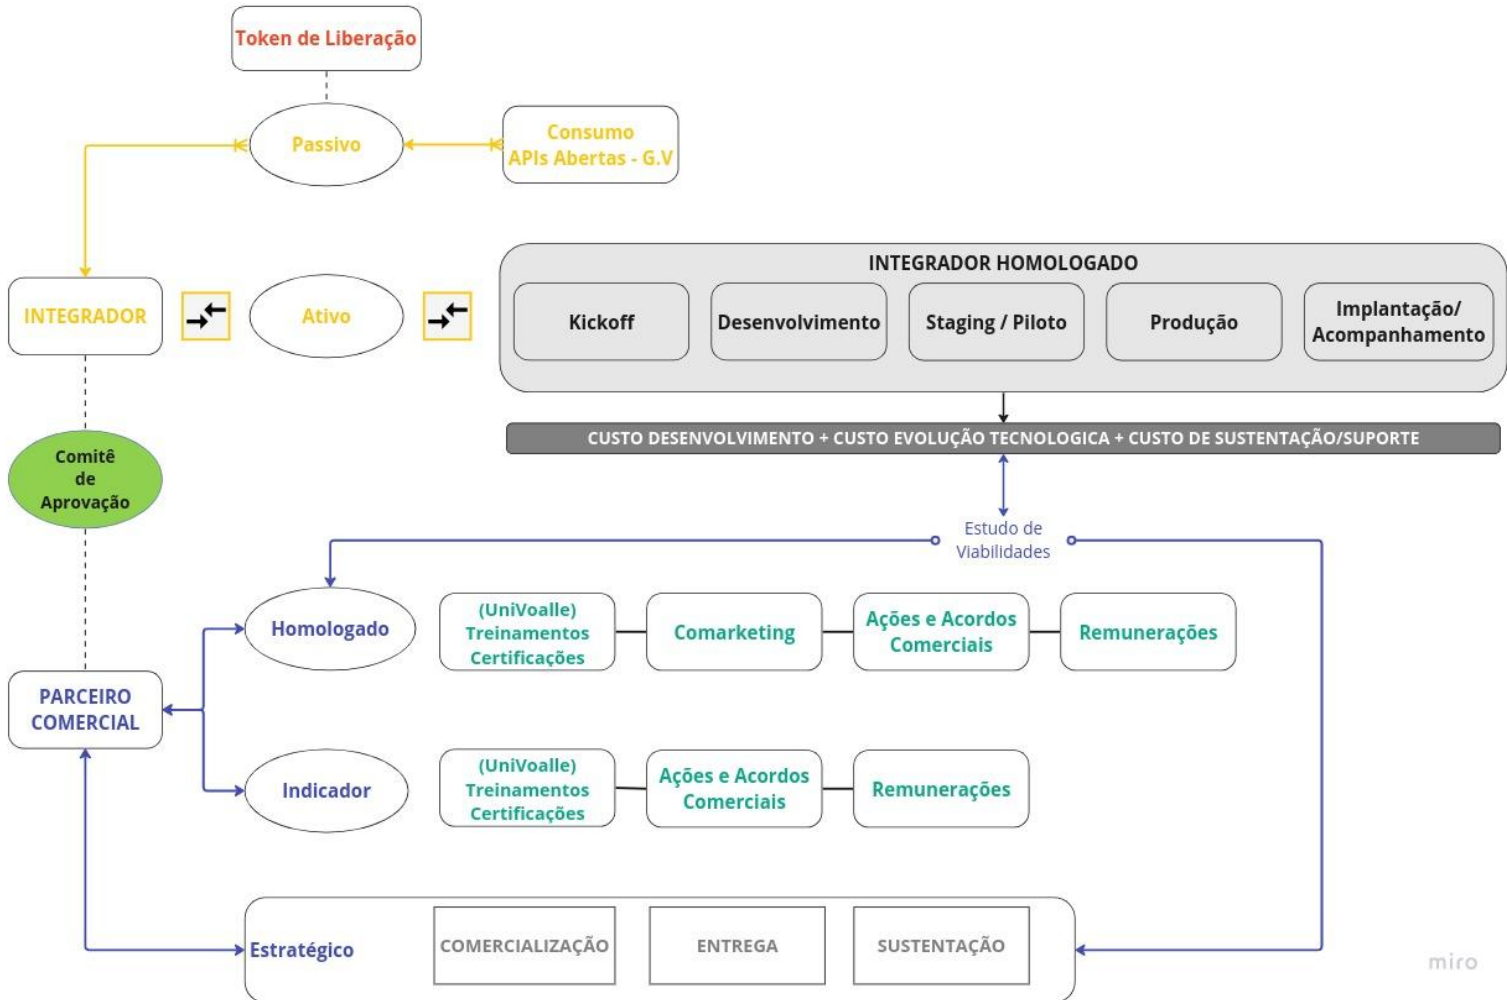 Token de Liberação
Passivo
Consumo
APIs Abertas - G.V
INTEGRADOR
Ativo
INTEGRADOR HOMOLOGADO
Kickoff
Desenvolvimento
Staging / Piloto
Produção
Implantação/
Acompanhamento
CUSTO DESENVOLVIMENTO + CUSTO EVOLUÇÃO TECNOLOGICA + CUSTO DE SUSTENTAÇÃO/SUPORTE
Comitê
de
Aprovação
Estudo de
Viabilidades
Homologado
(UniVoalle)
Treinamentos
Certificações
Comarketing
Ações e Acordos
Comerciais
Remunerações
PARCEIRO
COMERCIAL
Indicador
(UniVoalle)
Treinamentos
Certificações
Ações e Acordos
Comerciais
Remunerações
Estratégico
COMERCIALIZAÇÃO
ENTREGA
SUSTENTAÇÃO
miro